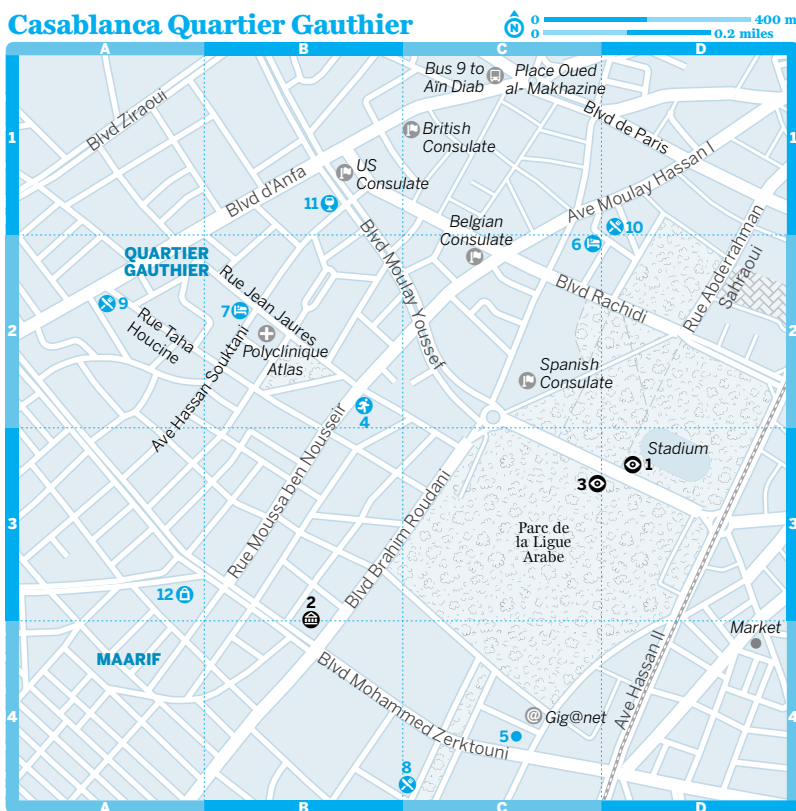 Casablanca Quartier Gauthier
N
0 400 m
0 0.2 miles
A B C D
1
Bus 9 to
Aïn Diab
Place Oued
al- Makhazine
Blvd Ziraoui
British
Consulate
Blvd de Paris
US
Consulate
Blvd d'Anfa
11
Ave Moulay Hassan I
Belgian
Consulate
10
6
Blvd Moulay Youssef
Rue Abderrahman
Sahraoui
1
2
QUARTIER
GAUTHIER
Rue Jean Jaures
Blvd Rachidi
9
7
Rue Taha
Houcine
Polyclinique
Atlas
Ave Hassan Souktani
Spanish
Consulate
4
2
3
Stadium
1
3
Rue Moussa ben Nousseir
Blvd Brahim Roudani
Parc de
la Ligue
Arabe
12
2
3
4
MAARIF
Market
Blvd Mohammed Zerktouni
Ave Hassan II
Gig@net
@
5
8
4
A B C D